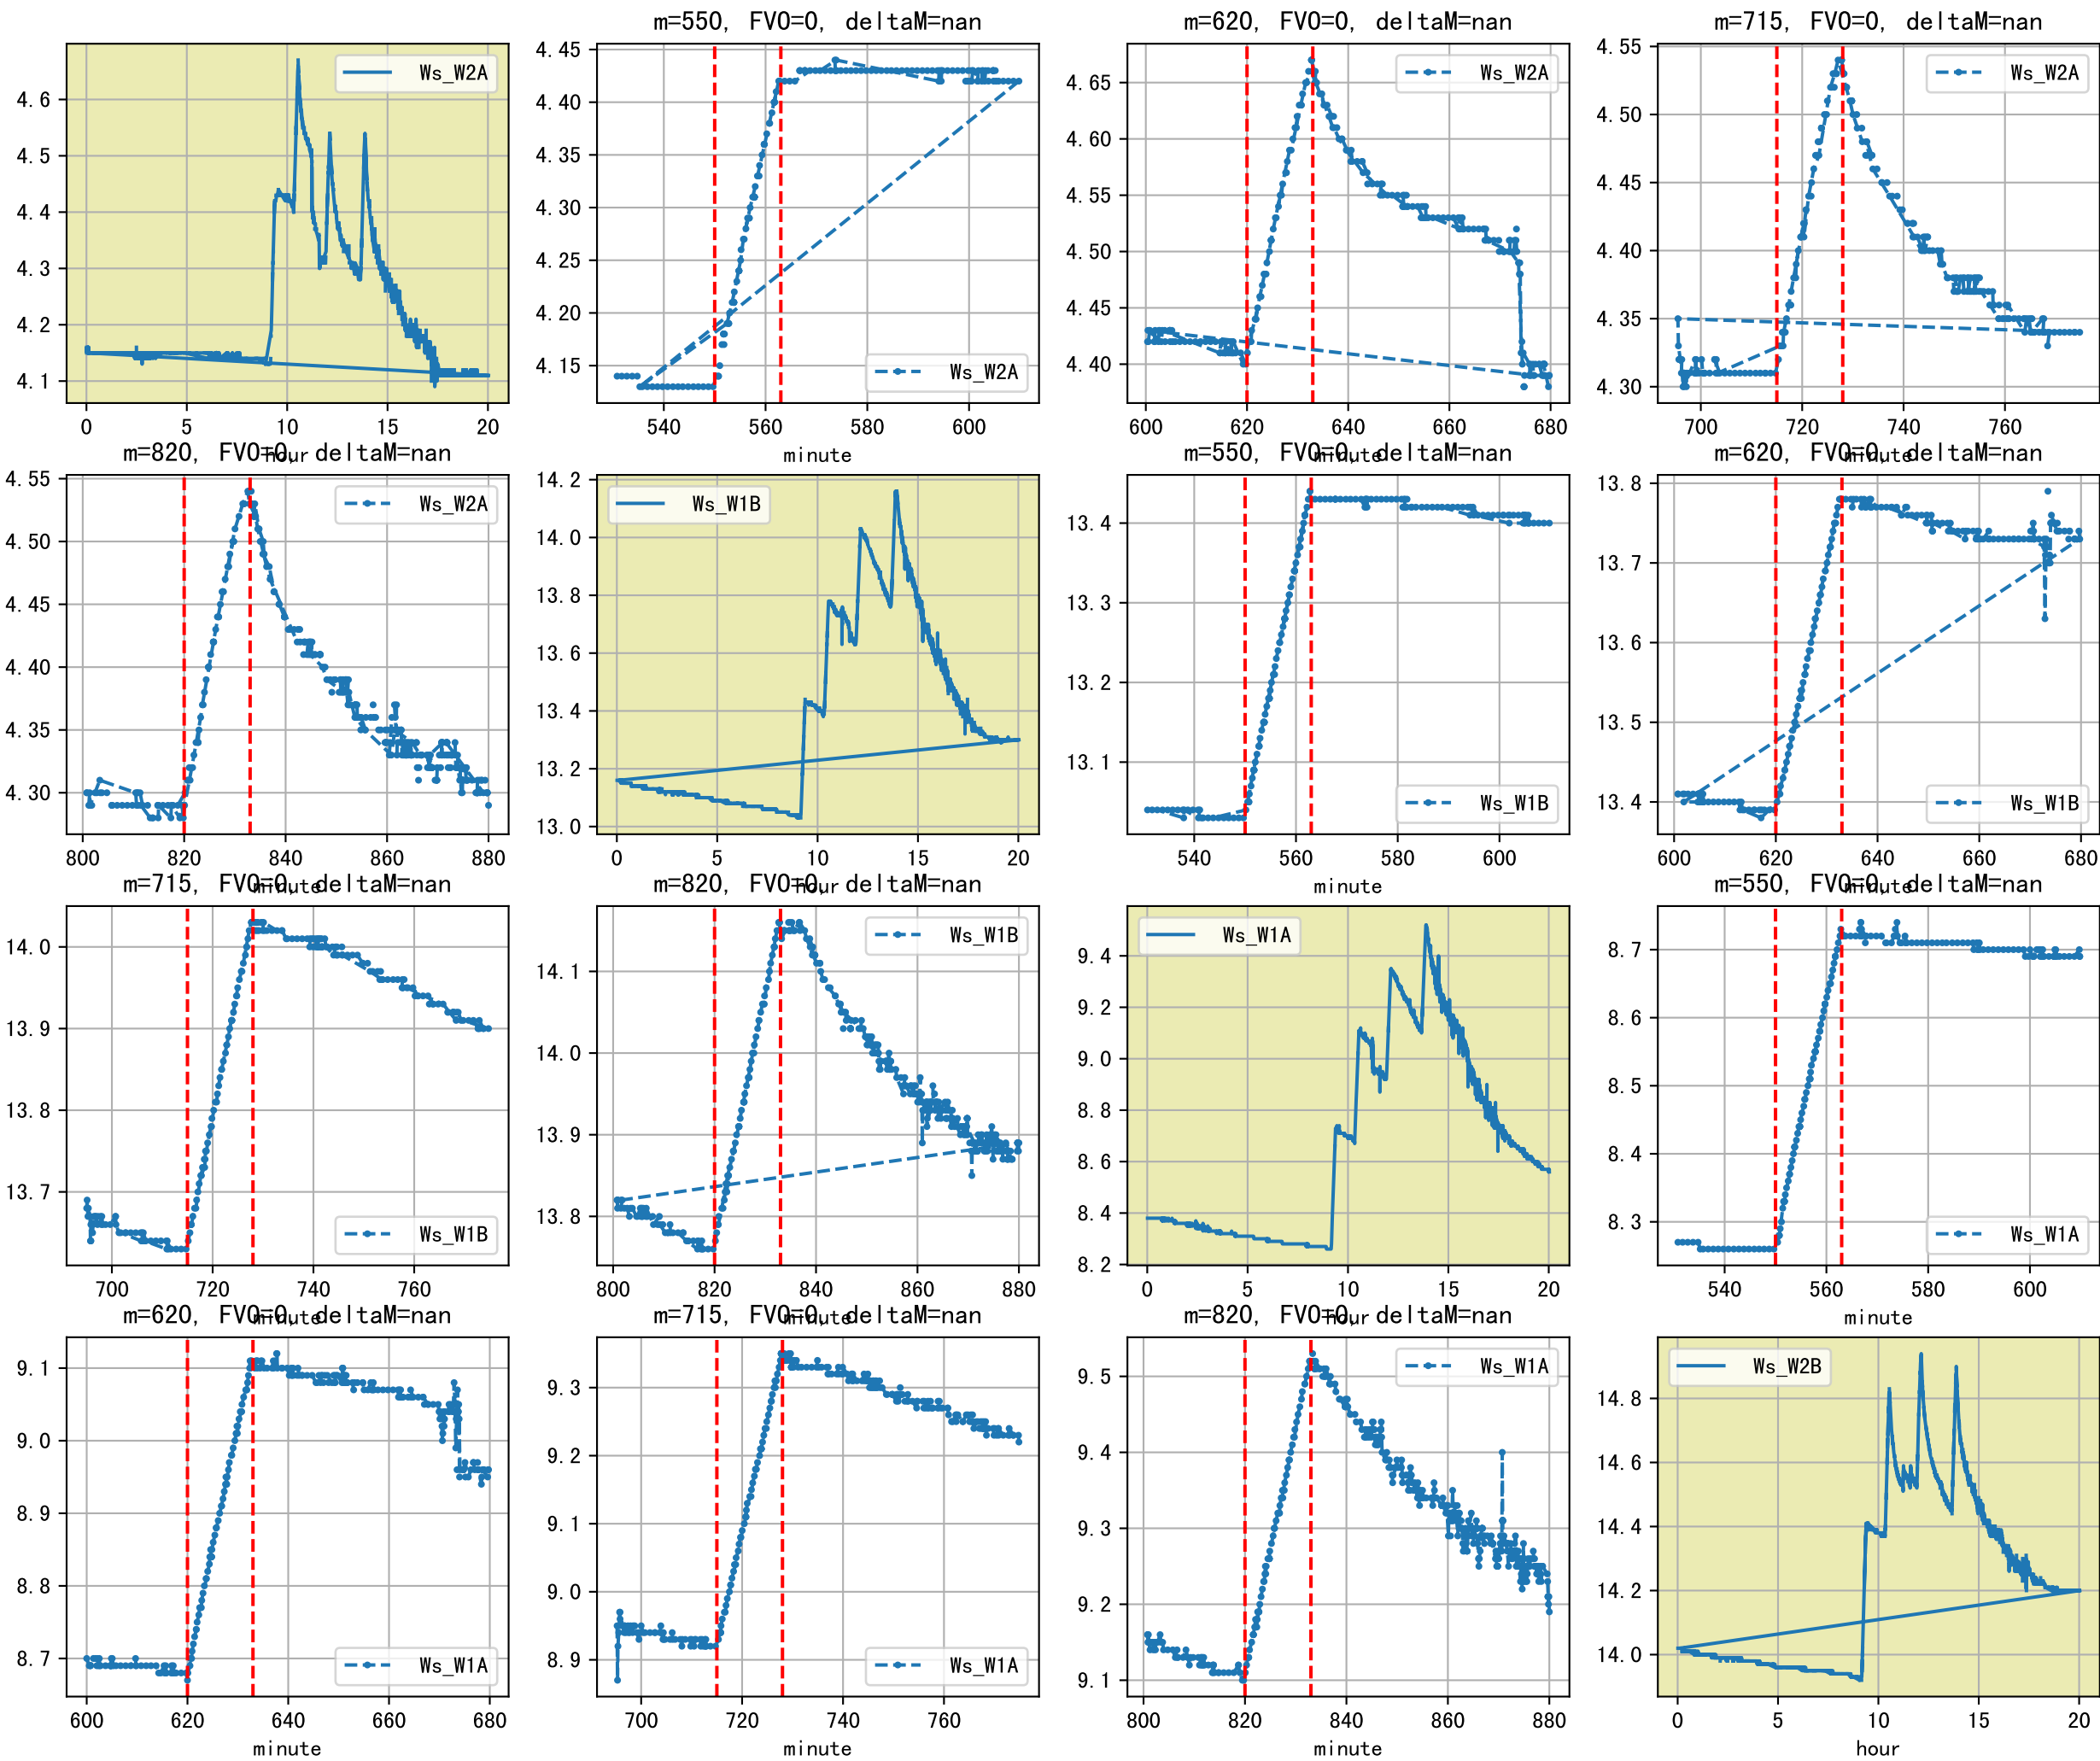 Ws_W2A
4.6
4.5
4.4
4.3
4.2
4.1
0 5 10 15 20
hour
m=550, FVO=0, deltaM=nan
4.45
4.40
4.35
4.30
4.25
4.20
4.15
Ws_W2A
540 560 580 600
minute
m=620, FVO=0, deltaM=nan
Ws_W2A
4.65
4.60
4.55
4.50
4.45
4.40
600 620 640 660 680
minute
m=715, FVO=0, deltaM=nan
Ws_W2A
4.55
4.50
4.45
4.40
4.35
4.30
700 720 740 760
minute
m=820, FVO=0, deltaM=nan
Ws_W2A
4.55
4.50
4.45
4.40
4.35
4.30
800 820 840 860 880
minute
Ws_W1B
14.2
14.0
13.8
13.6
13.4
13.2
13.0
0 5 10 15 20
hour
m=550, FVO=0, deltaM=nan
13.4
13.3
13.2
13.1
Ws_W1B
540 560 580 600
minute
m=620, FVO=0, deltaM=nan
13.8
13.7
13.6
13.5
13.4
Ws_W1B
600 620 640 660 680
minute
m=715, FVO=0, deltaM=nan
14.0
13.9
13.8
13.7
Ws_W1B
700 720 740 760
minute
m=820, FVO=0, deltaM=nan
Ws_W1B
14.1
14.0
13.9
13.8
800 820 840 860 880
Ws_W1A
9.4
9.2
9.0
8.8
8.6
8.4
8.2
0 5 10 15 20
hour
m=550, FVO=0, deltaM=nan
8.7
8.6
8.5
8.4
8.3
Ws_W1A
540 560 580 600
minute
m=620, FVO=0, deltaM=nan
9.1
9.0
8.9
8.8
8.7
Ws_W1A
600 620 640 660 680
minute
m=715, FVO=0, deltaM=nan
9.3
9.2
9.1
9.0
8.9
Ws_W1A
700 720 740 760
minute
m=820, FVO=0, deltaM=nan
Ws_W1A
9.5
9.4
9.3
9.2
9.1
800 820 840 860 880
minute
Ws_W2B
14.8
14.6
14.4
14.2
14.0
0 5 10 15 20
hour